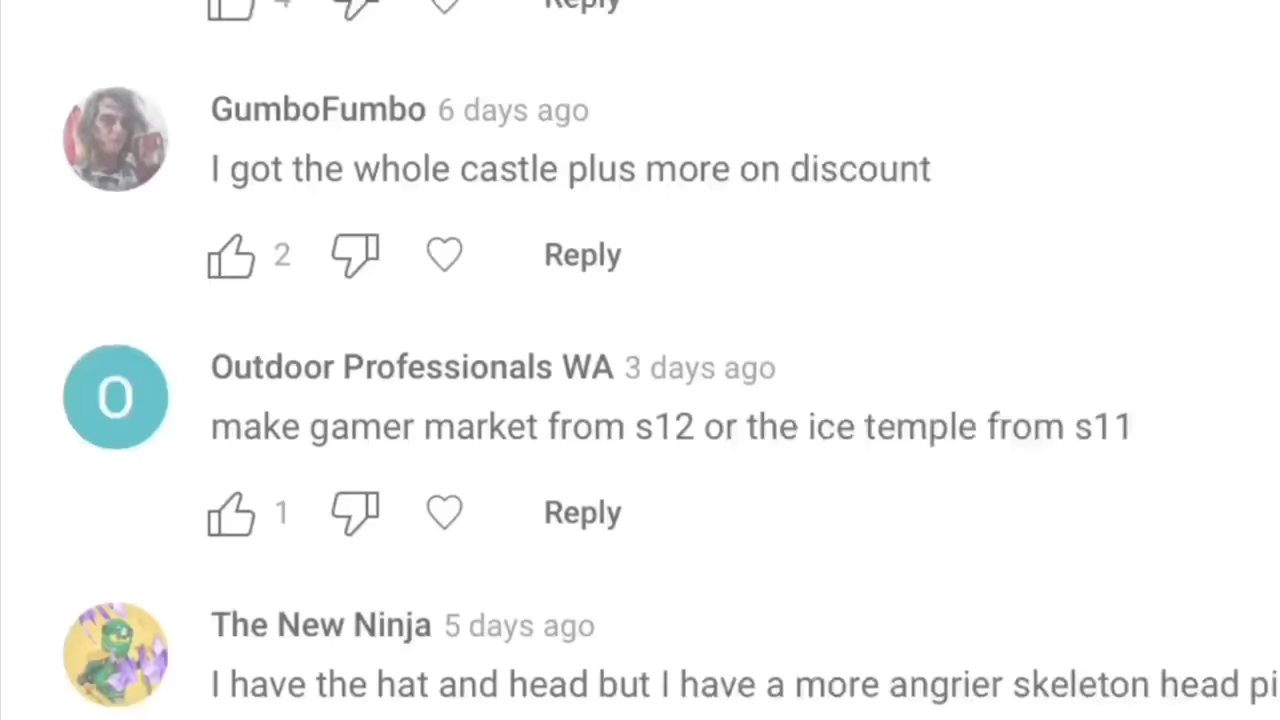 4 Reply
GumboFumbo 6 days ago
I got the whole castle plus more on discount
2 Reply
O
Outdoor Professionals WA 3 days ago
make gamer market from s12 or the ice temple from s11
1 Reply
The New Ninja 5 days ago
I have the hat and head but I have a more angrier skeleton head pi